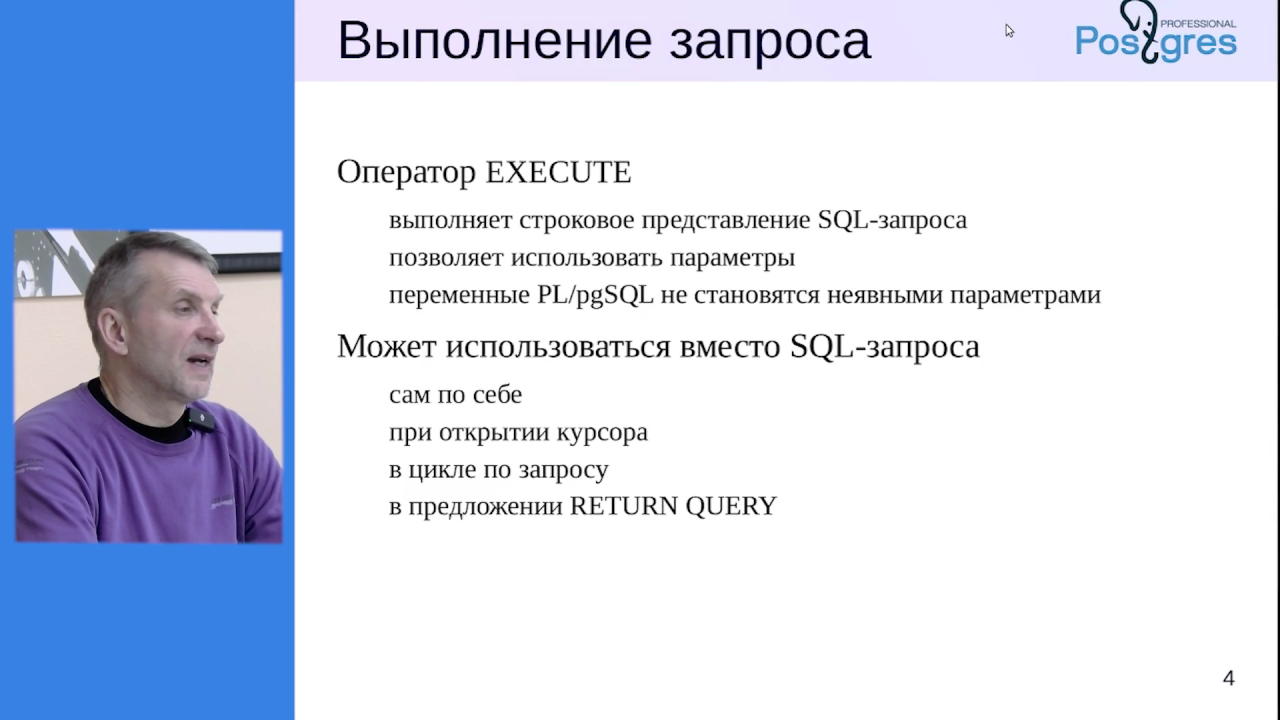 Выполнение запроса
PROFESSIONAL
Postgres
Оператор EXECUTE
выполняет строковое представление SQL-запроса
позволяет использовать параметры
переменные PL/pgSQL не становятся неявными параметрами
Может использоваться вместо SQL-запроса
сам по себе
при открытии курсора
в цикле по запросу
в предложении RETURN QUERY
4